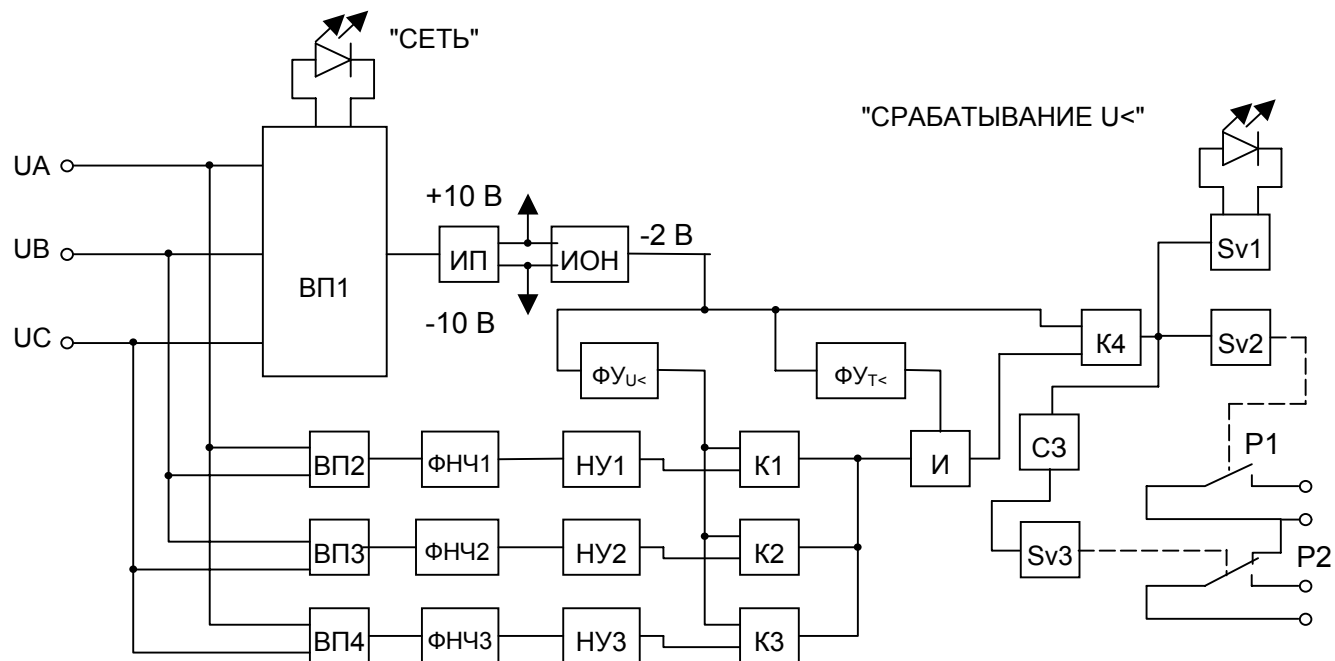 "СЕТЬ"
"СРАБАТЫВАНИЕ U<"
UA
+10 В
UB
-2 В
Sv1
ИП
ИОН
ВП1
-10 В
UC
К4
Sv2
ФУU<
ФУT<
СЗ
Р1
ВП2
ФНЧ1
НУ1
К1
И
ВП3
ФНЧ2
НУ2
К2
Sv3
Р2
ВП4
ФНЧ3
НУ3
К3